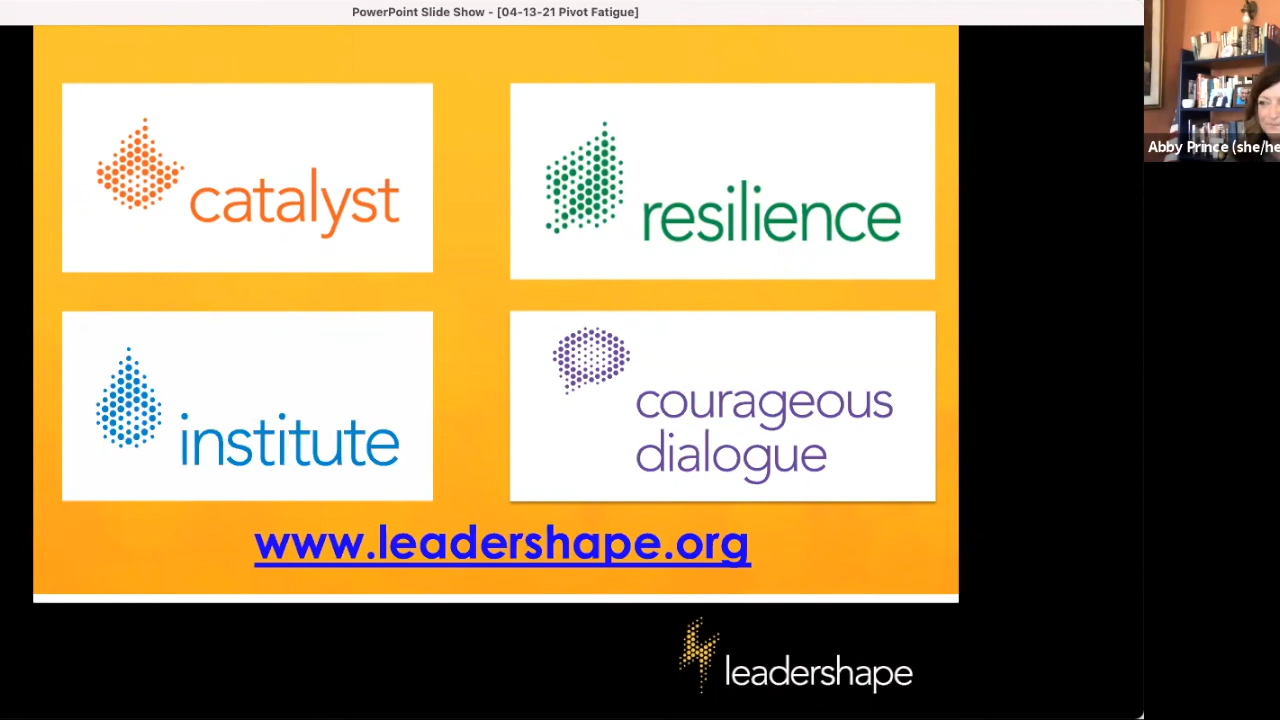 PowerPoint Slide Show - [04-13-21 Pivot Fatigue]
catalyst
resilience
institute
courageous
dialogue
www.leadershape.org
leadershape
Abby Prince (she/he